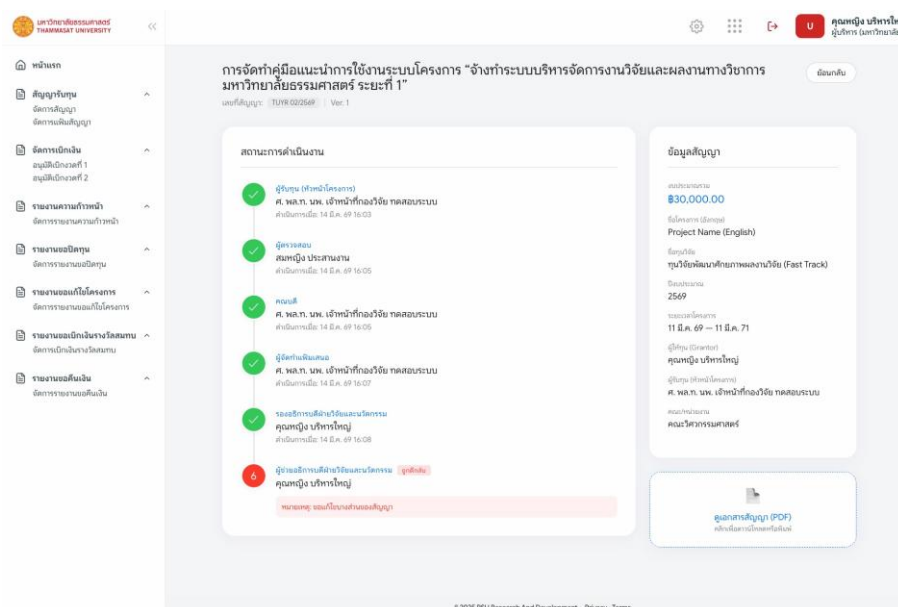 มหาวิทยาลัยธรรมศาสตร์
THAMMASAT UNIVERSITY
คุณหญิง บริหารใหญ่
หน้าแรก
สัญญารับทุน
จัดการสัญญา
จัดการแฟ้มสัญญา
จัดการเบิกเงิน
อนุมัติเบิกงวดที่ 1
อนุมัติเบิกงวดที่ 2
รายงานความก้าวหน้า
จัดการรายงานความก้าวหน้า
รายงานขอปิดทุน
จัดการรายงานขอปิดทุน
รายงานขอแก้ไขโครงการ
จัดการรายงานขอแก้ไขโครงการ
รายงานขอเบิกเงินรางวัลสมทบ
จัดการเบิกเงินรางวัลสมทบ
รายงานขอคืนเงิน
จัดการรายงานขอคืนเงิน
การจัดทำคู่มือแนะนำการใช้งานระบบโครงการ “จ้างทำระบบบริหารจัดการงานวิจัยและผลงานทางวิชาการ
มหาวิทยาลัยธรรมศาสตร์ ระยะที่ 1”
ย้อนกลับ
เลขที่สัญญา: TUYR 02/2569 | Ver. 1
สถานะการดำเนินงาน
ผู้รับทุน (หัวหน้าโครงการ)
ศ. พล.ท. นพ. เจ้าหน้าที่กองวิจัย ทดสอบระบบ
ดำเนินการเมื่อ: 14 มี.ค. 69 16:03
ผู้ตรวจสอบ
สมหญิง ประสานงาน
ดำเนินการเมื่อ: 14 มี.ค. 69 16:05
คณบดี
ศ. พล.ท. นพ. เจ้าหน้าที่กองวิจัย ทดสอบระบบ
ดำเนินการเมื่อ: 14 มี.ค. 69 16:05
ผู้จัดทำแฟ้มเสนอ
ศ. พล.ท. นพ. เจ้าหน้าที่กองวิจัย ทดสอบระบบ
ดำเนินการเมื่อ: 14 มี.ค. 69 16:07
รองอธิการบดีฝ่ายวิจัยและนวัตกรรม
คุณหญิง บริหารใหญ่
ดำเนินการเมื่อ: 14 มี.ค. 69 16:08
6
ผู้ช่วยอธิการบดีฝ่ายวิจัยและนวัตกรรม ถูกตีกลับ
คุณหญิง บริหารใหญ่
หมายเหตุ: ขอแก้ไขบางส่วนของสัญญา
ข้อมูลสัญญา
งบประมาณรวม
฿30,000.00
ชื่อโครงการ (อังกฤษ)
Project Name (English)
ชื่อทุนวิจัย
ทุนวิจัยพัฒนาศักยภาพผลงานวิจัย (Fast Track)
ปีงบประมาณ
2569
ระยะเวลาโครงการ
11 มี.ค. 69 — 11 มี.ค. 71
ผู้ให้ทุน (Grantor)
คุณหญิง บริหารใหญ่
ผู้รับทุน (หัวหน้าโครงการ)
ศ. พล.ท. นพ. เจ้าหน้าที่กองวิจัย ทดสอบระบบ
คณะ/หน่วยงาน
คณะวิศวกรรมศาสตร์
ดูเอกสารสัญญา (PDF)
คลิกเพื่อดาวน์โหลดหรือพิมพ์